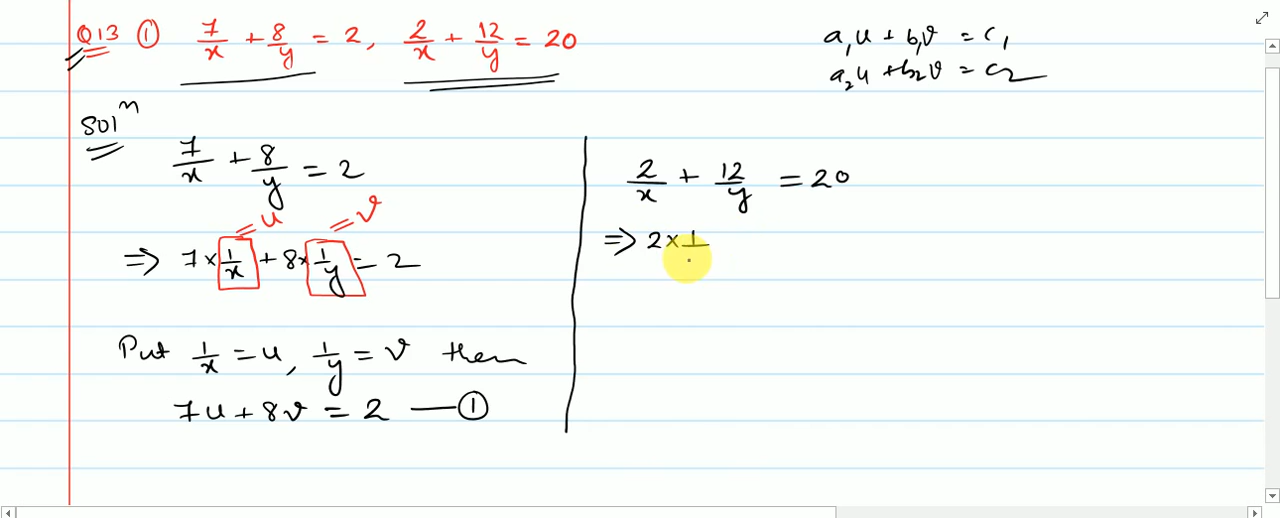 Q13 ① 7/x + 8/y = 2, 2/x + 12/y = 20
a₁u + b₁v = c₁
a₂u + b₂v = c₂
Solⁿ
7/x + 8/y = 2
= u = v
⇒ 7 × 1/x + 8 × 1/y = 2
Put 1/x = u, 1/y = v then
7u + 8v = 2 — ①
2/x + 12/y = 20
⇒ 2 × 1/